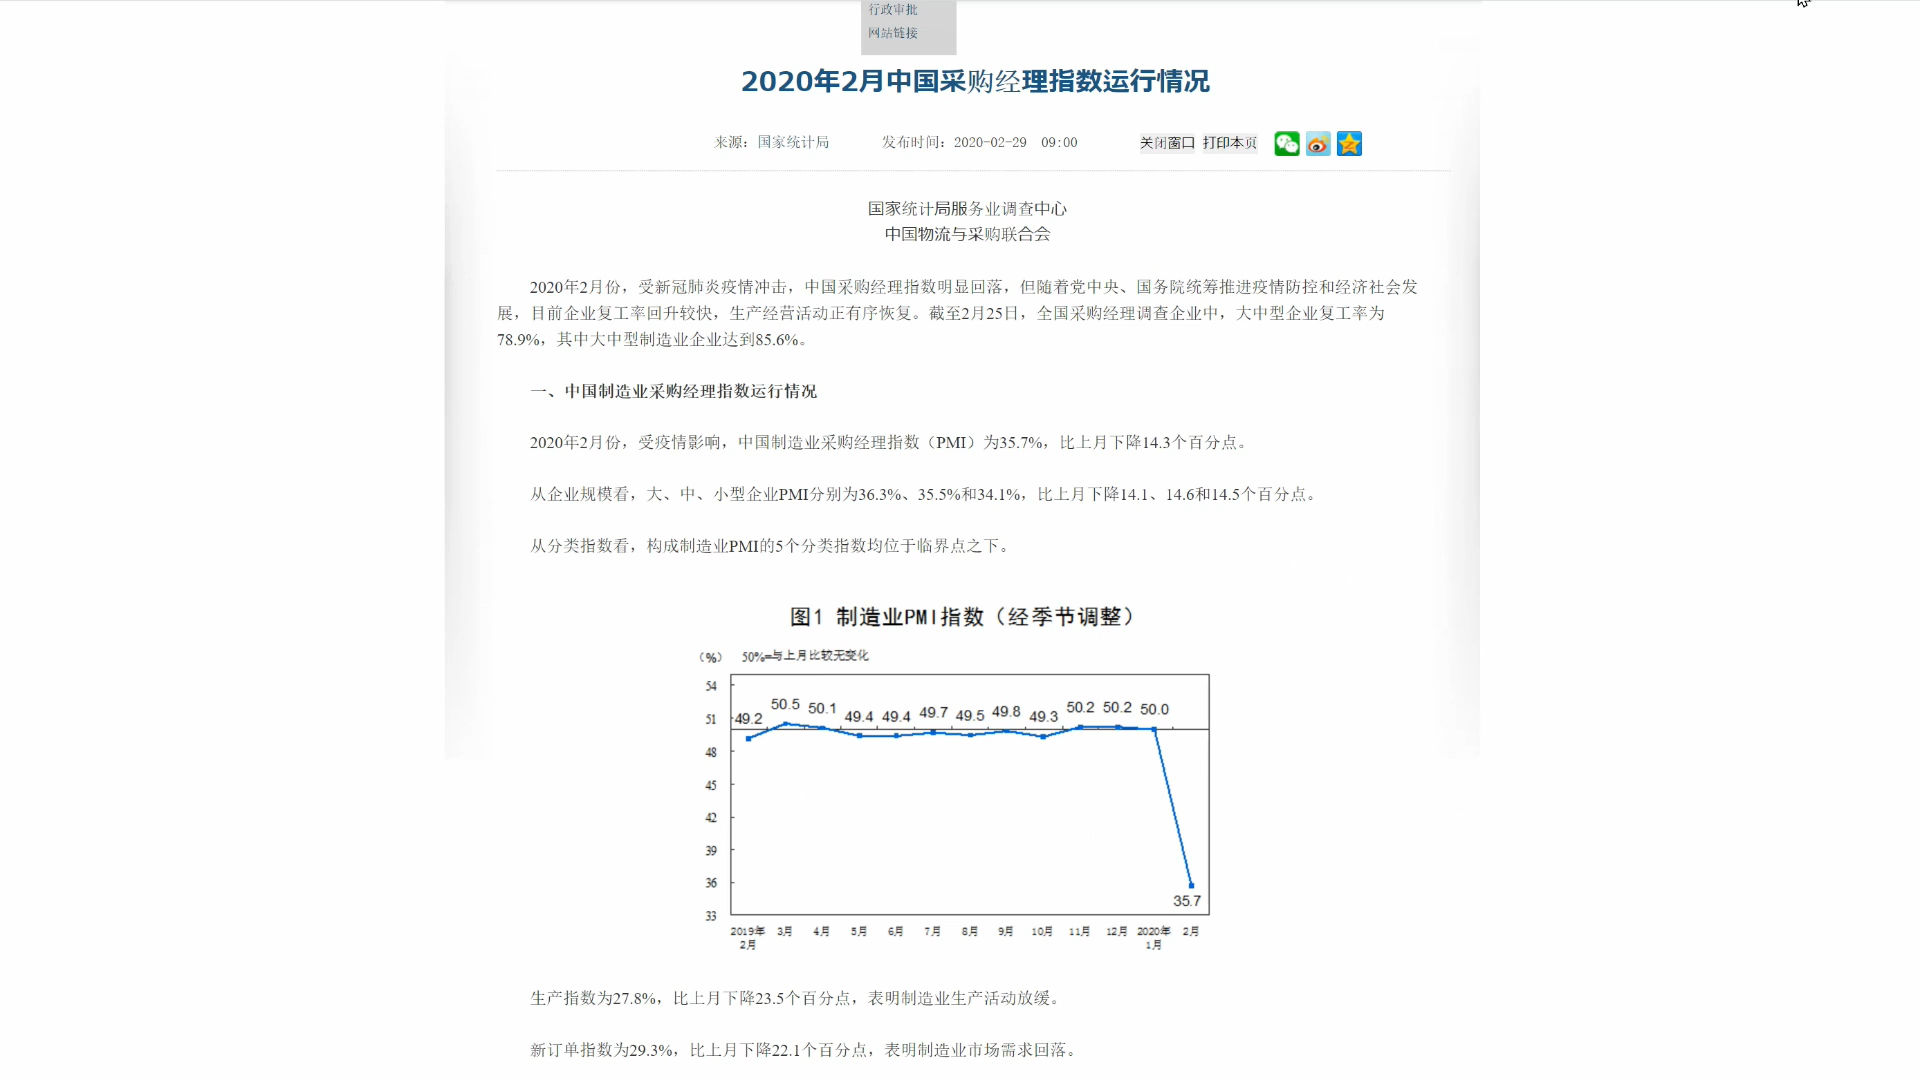 行政审批
网站链接
2020年2月中国采购经理指数运行情况
来源：国家统计局 发布时间：2020-02-29 09:00 关闭窗口 打印本页
国家统计局服务业调查中心
中国物流与采购联合会
2020年2月份，受新冠肺炎疫情冲击，中国采购经理指数明显回落，但随着党中央、国务院统筹推进疫情防控和经济社会发
展，目前企业复工率回升较快，生产经营活动正有序恢复。截至2月25日，全国采购经理调查企业中，大中型企业复工率为
78.9%，其中大中型制造业企业达到85.6%。
一、中国制造业采购经理指数运行情况
2020年2月份，受疫情影响，中国制造业采购经理指数（PMI）为35.7%，比上月下降14.3个百分点。
从企业规模看，大、中、小型企业PMI分别为36.3%、35.5%和34.1%，比上月下降14.1、14.6和14.5个百分点。
从分类指数看，构成制造业PMI的5个分类指数均位于临界点之下。
图1 制造业PMI指数（经季节调整）
（%） 50%=与上月比较无变化
54
51
48
45
42
39
36
33
49.2 50.5 50.1 49.4 49.4 49.7 49.5 49.8 49.3 50.2 50.2 50.0
35.7
2019年 3月 4月 5月 6月 7月 8月 9月 10月 11月 12月 2020年 2月
2月 1月
生产指数为27.8%，比上月下降23.5个百分点，表明制造业生产活动放缓。
新订单指数为29.3%，比上月下降22.1个百分点，表明制造业市场需求回落。